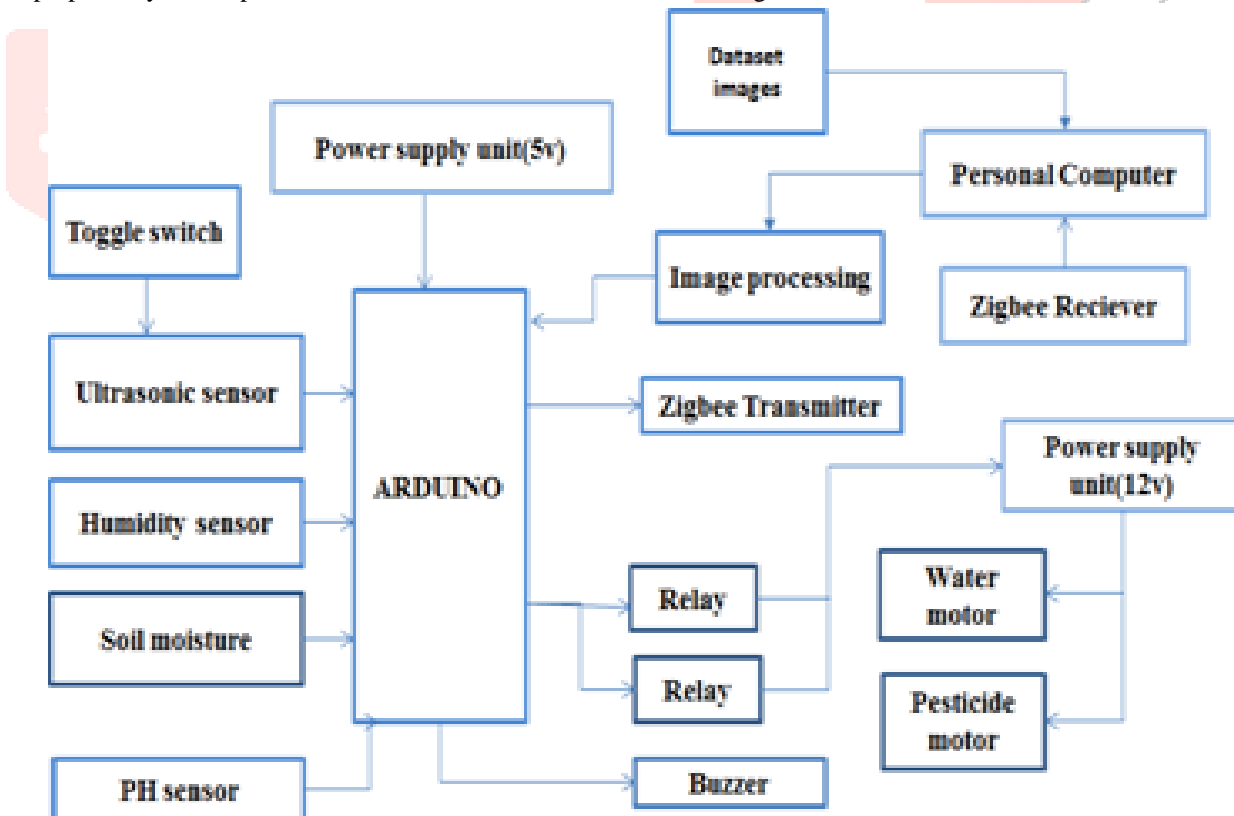 Dataset
images
Power supply unit(5v)
Personal Computer
Toggle switch
Image processing
Zigbee Reciever
Ultrasonic sensor
Zigbee Transmitter
Power supply
unit(12v)
ARDUINO
Humidity sensor
Water
motor
Relay
Soil moisture
Relay
Pesticide
motor
PH sensor
Buzzer